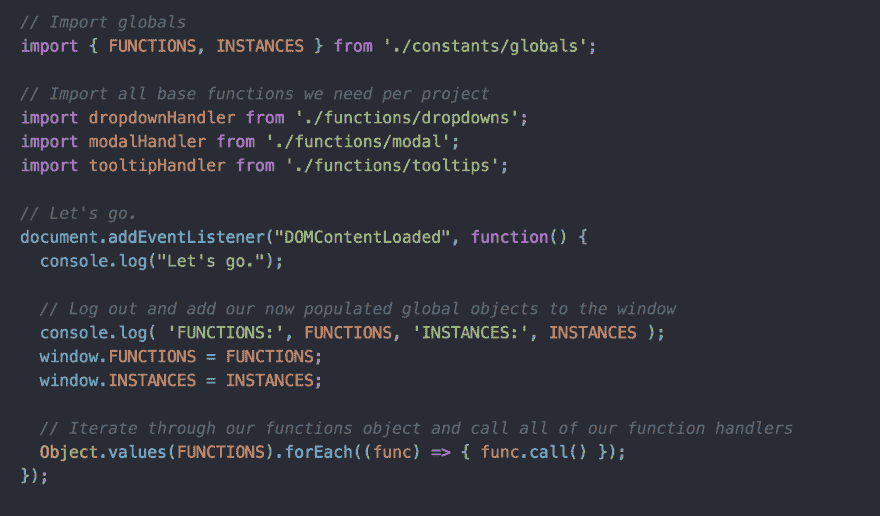 // Import globals
import { FUNCTIONS, INSTANCES } from './constants/globals';
// Import all base functions we need per project
import dropdownHandler from './functions/dropdowns';
import modalHandler from './functions/modal';
import tooltipHandler from './functions/tooltips';
// Let's go.
document.addEventListener("DOMContentLoaded", function() {
  console.log("Let's go.");
  // Log out and add our now populated global objects to the window
  console.log( 'FUNCTIONS:', FUNCTIONS, 'INSTANCES:', INSTANCES );
  window.FUNCTIONS = FUNCTIONS;
  window.INSTANCES = INSTANCES;
  // Iterate through our functions object and call all of our function handlers
  Object.values(FUNCTIONS).forEach((func) => { func.call() });
});